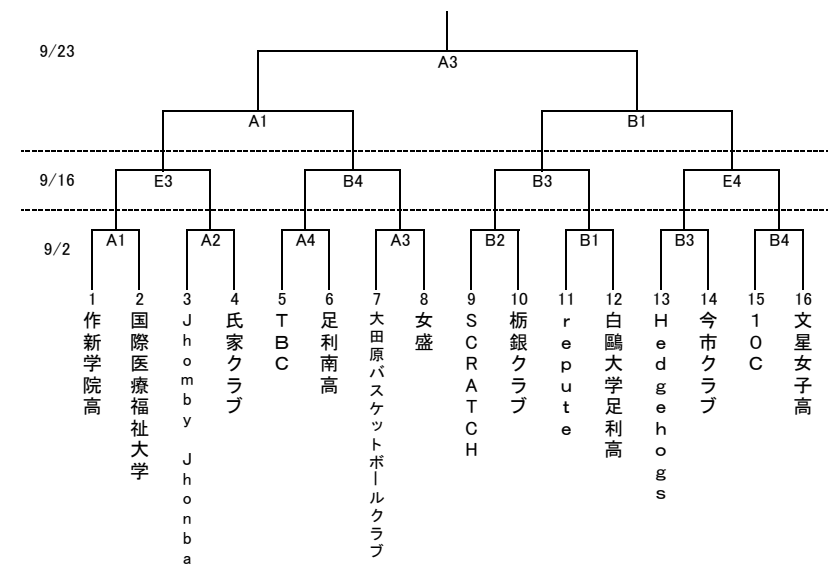 9/23
A3
A1
B1
9/16
E3
B4
B3
E4
9/2
A1
A2
A4
A3
B2
B1
B3
B4
1
2
3
4
5
6
7
8
9
10
11
12
13
14
15
16
作新学院高
国際医療福祉大学
Jhomby Jhonba
氏家クラブ
TBC
足利南高
大田原バスケットボールクラブ
女盛
SCRATCH
栃銀クラブ
repute
白鷗大学足利高
Hedgehogs
今市クラブ
10C
文星女子高